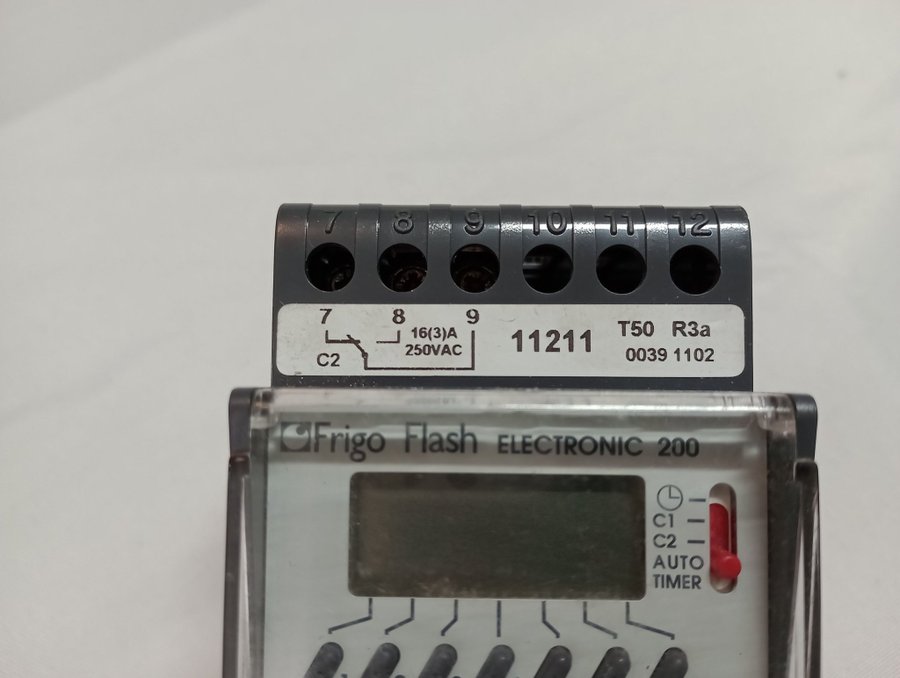 7 8 9 10 11 12
7 8 9
16(3)A
250VAC
C2
11211
T50 R3a
0039 1102
Frigo Flash ELECTRONIC 200
C1
C2
AUTO
TIMER